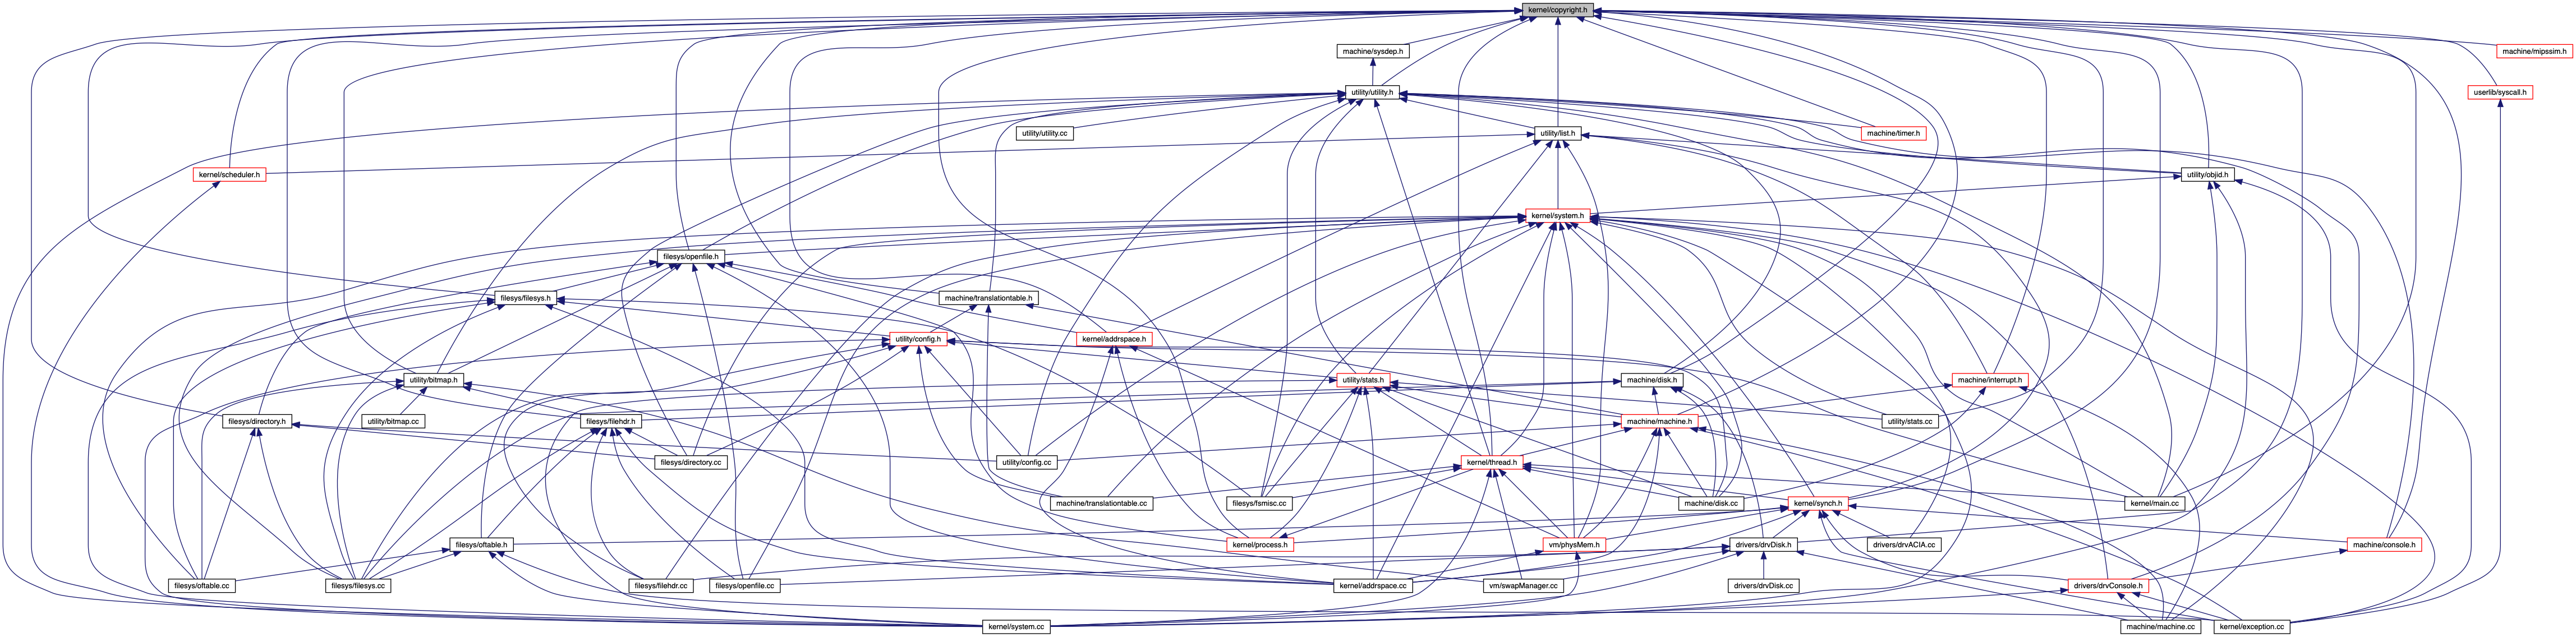 kernel/copyright.h
machine/sysdep.h
machine/mipssim.h
utility/utility.h
userlib/syscall.h
utility/utility.cc
utility/list.h
machine/timer.h
kernel/scheduler.h
utility/objid.h
kernel/system.h
filesys/openfile.h
filesys/filesys.h
machine/translationtable.h
utility/config.h
kernel/addrspace.h
utility/bitmap.h
utility/stats.h
machine/disk.h
machine/interrupt.h
filesys/directory.h
utility/bitmap.cc
filesys/filehdr.h
machine/machine.h
utility/stats.cc
filesys/directory.cc
utility/config.cc
kernel/thread.h
machine/translationtable.cc
filesys/fsmisc.cc
machine/disk.cc
kernel/synch.h
kernel/main.cc
filesys/oftable.h
kernel/process.h
vm/physMem.h
drivers/drvDisk.h
drivers/drvACIA.cc
machine/console.h
filesys/oftable.cc
filesys/filesys.cc
filesys/filehdr.cc
filesys/openfile.cc
kernel/addrspace.cc
vm/swapManager.cc
drivers/drvDisk.cc
drivers/drvConsole.h
kernel/system.cc
machine/machine.cc
kernel/exception.cc